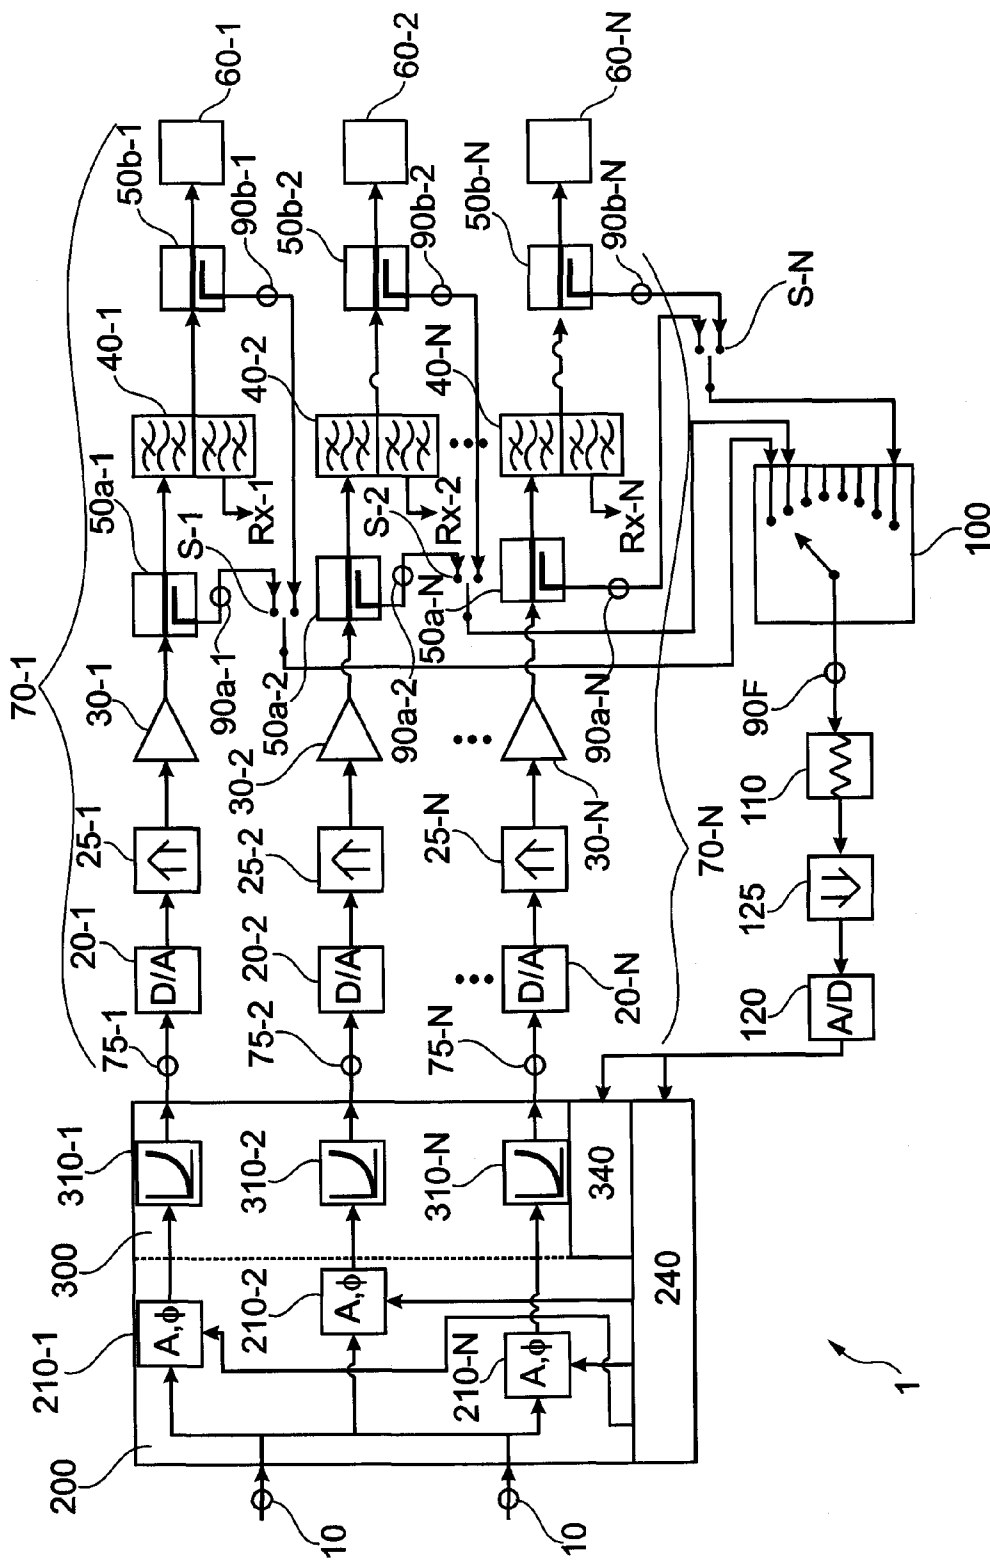 70-1
60-1
50b-1
90b-1
40-1
50a-1
S-1
Rx-1
90a-1
30-1
25-1
20-1
D/A
75-1
310-1
300
210-1
A,ϕ
200
60-2
50b-2
90b-2
40-2
Rx-2
S-2
50a-2
90a-2
30-2
25-2
20-2
D/A
75-2
310-2
210-2
A,ϕ
60-N
50b-N
90b-N
40-N
Rx-N
S-N
50a-N
90a-N
30-N
25-N
20-N
D/A
75-N
310-N
210-N
A,ϕ
70-N
340
240
100
90F
110
125
120
A/D
10
10
1